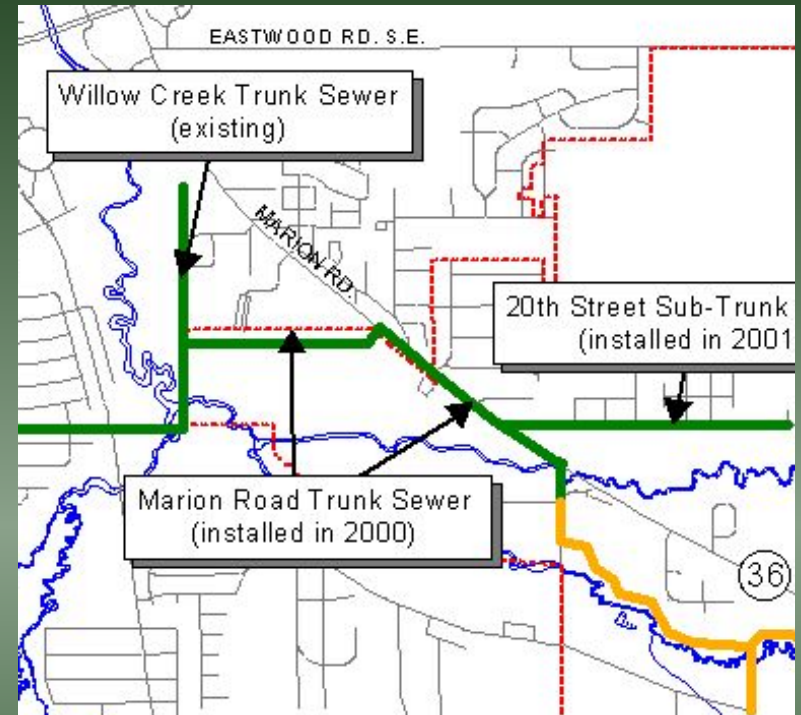 EASTWOOD RD. S.E.
Willow Creek Trunk Sewer
(existing)
MARION RD.
20th Street Sub-Trunk
(installed in 2001
Marion Road Trunk Sewer
(installed in 2000)
36